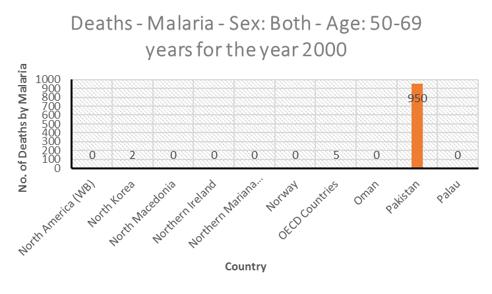 Deaths - Malaria - Sex: Both - Age: 50-69
years for the year 2000
No. of Deaths by Malaria
1000
900
800
700
600
500
400
300
200
100
0
0
2
0
0
0
0
5
0
950
0
North America (WB)
North Korea
North Macedonia
Northern Ireland
Northern Mariana...
Norway
OECD Countries
Oman
Pakistan
Palau
Country